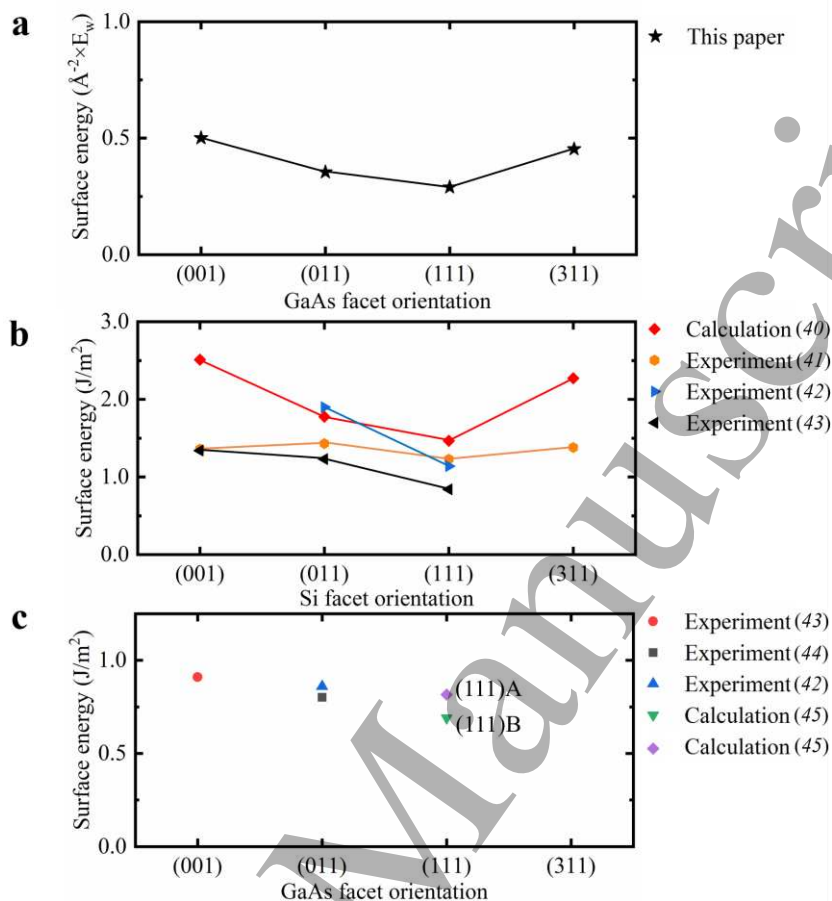 a
Surface energy (Å⁻²×E_w)
1.0
0.5
0.0
(001) (011) (111) (311)
GaAs facet orientation
This paper
b
Surface energy (J/m²)
3.0
2.0
1.0
0.0
(001) (011) (111) (311)
Si facet orientation
Calculation (40)
Experiment (41)
Experiment (42)
Experiment (43)
c
Surface energy (J/m²)
1.0
0.5
0.0
(111)A
(111)B
(001) (011) (111) (311)
GaAs facet orientation
Experiment (43)
Experiment (44)
Experiment (42)
Calculation (45)
Calculation (45)